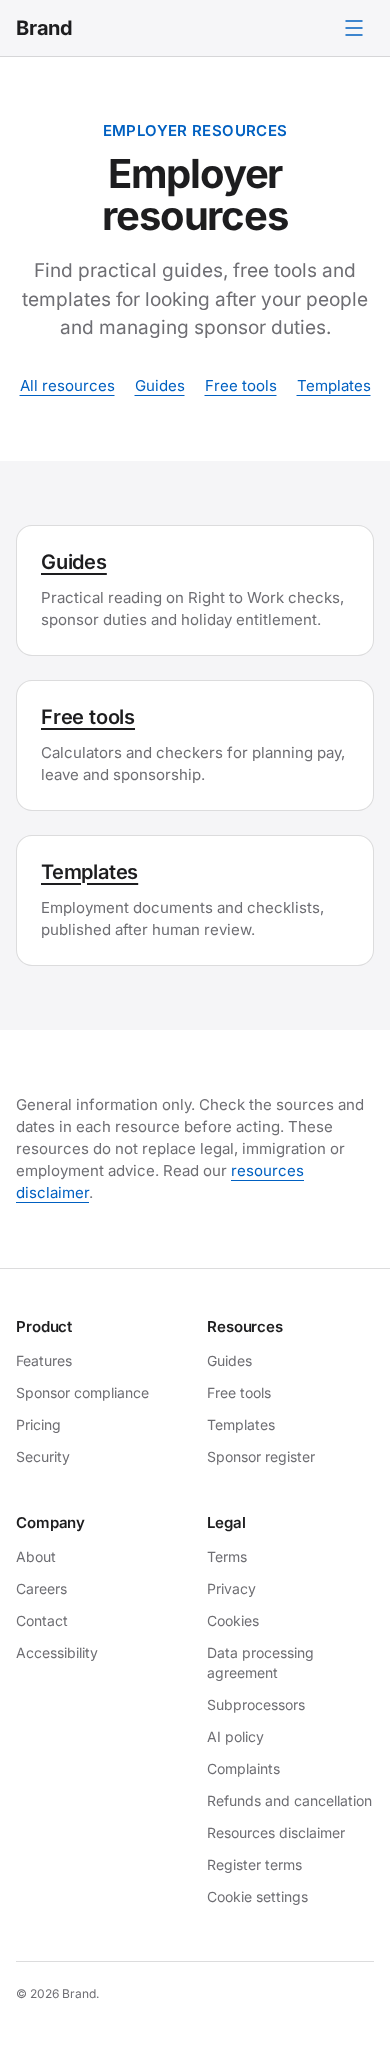 Brand
EMPLOYER RESOURCES
Employer
resources
Find practical guides, free tools and
templates for looking after your people
and managing sponsor duties.
All resources Guides Free tools Templates
Guides
Practical reading on Right to Work checks,
sponsor duties and holiday entitlement.
Free tools
Calculators and checkers for planning pay,
leave and sponsorship.
Templates
Employment documents and checklists,
published after human review.
General information only. Check the sources and
dates in each resource before acting. These
resources do not replace legal, immigration or
employment advice. Read our resources
disclaimer.
Product
Features
Sponsor compliance
Pricing
Security
Resources
Guides
Free tools
Templates
Sponsor register
Company
About
Careers
Contact
Accessibility
Legal
Terms
Privacy
Cookies
Data processing
agreement
Subprocessors
AI policy
Complaints
Refunds and cancellation
Resources disclaimer
Register terms
Cookie settings
© 2026 Brand.